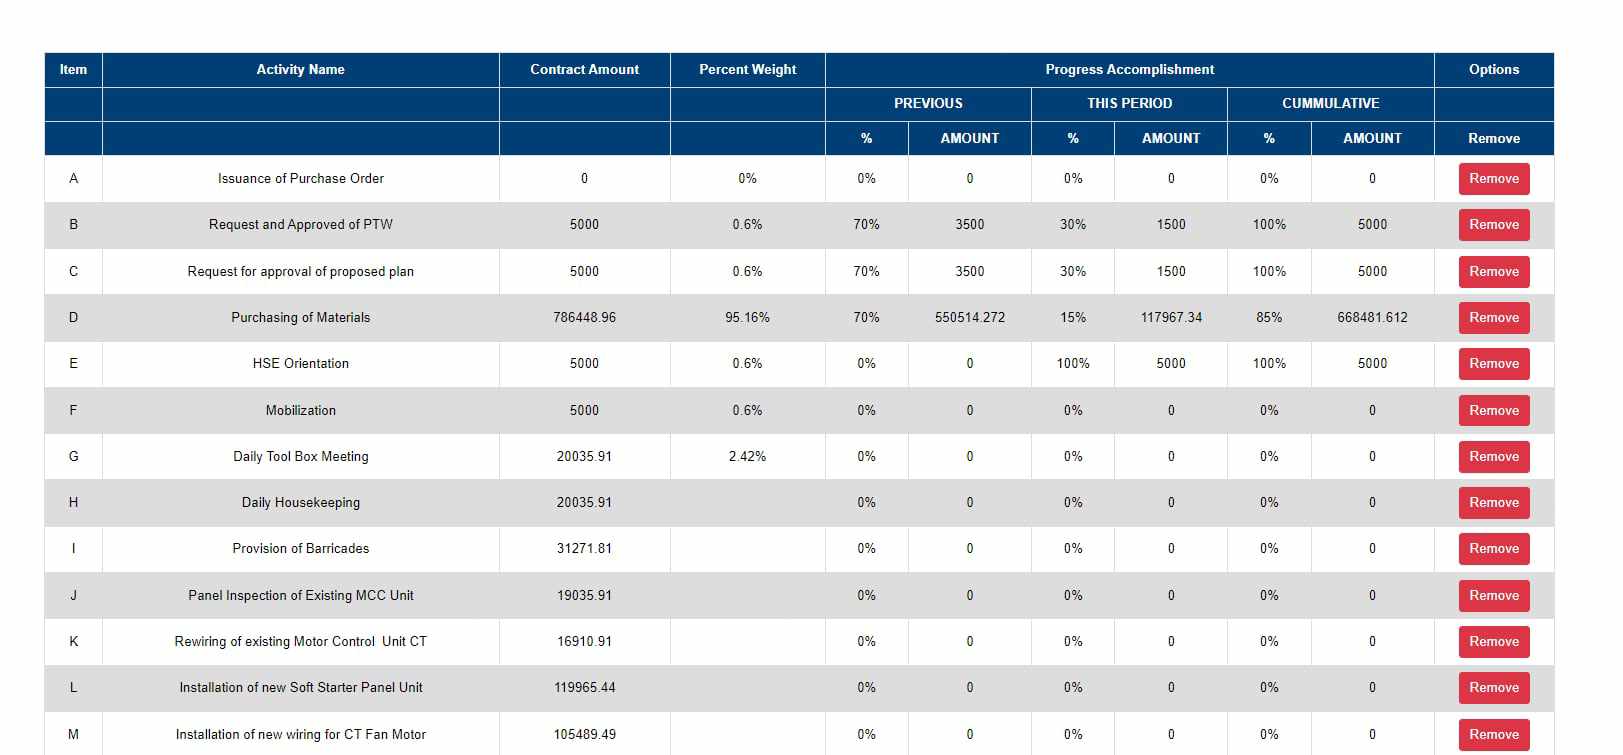 Item Activity Name Contract Amount Percent Weight Progress Accomplishment Options
PREVIOUS THIS PERIOD CUMMULATIVE
% AMOUNT % AMOUNT % AMOUNT Remove
A Issuance of Purchase Order 0 0% 0% 0 0% 0 0% 0 Remove
B Request and Approved of PTW 5000 0.6% 70% 3500 30% 1500 100% 5000 Remove
C Request for approval of proposed plan 5000 0.6% 70% 3500 30% 1500 100% 5000 Remove
D Purchasing of Materials 786448.96 95.16% 70% 550514.272 15% 117967.34 85% 668481.612 Remove
E HSE Orientation 5000 0.6% 0% 0 100% 5000 100% 5000 Remove
F Mobilization 5000 0.6% 0% 0 0% 0 0% 0 Remove
G Daily Tool Box Meeting 20035.91 2.42% 0% 0 0% 0 0% 0 Remove
H Daily Housekeeping 20035.91 0% 0 0% 0 0% 0 Remove
I Provision of Barricades 31271.81 0% 0 0% 0 0% 0 Remove
J Panel Inspection of Existing MCC Unit 19035.91 0% 0 0% 0 0% 0 Remove
K Rewiring of existing Motor Control Unit CT 16910.91 0% 0 0% 0 0% 0 Remove
L Installation of new Soft Starter Panel Unit 119965.44 0% 0 0% 0 0% 0 Remove
M Installation of new wiring for CT Fan Motor 105489.49 0% 0 0% 0 0% 0 Remove